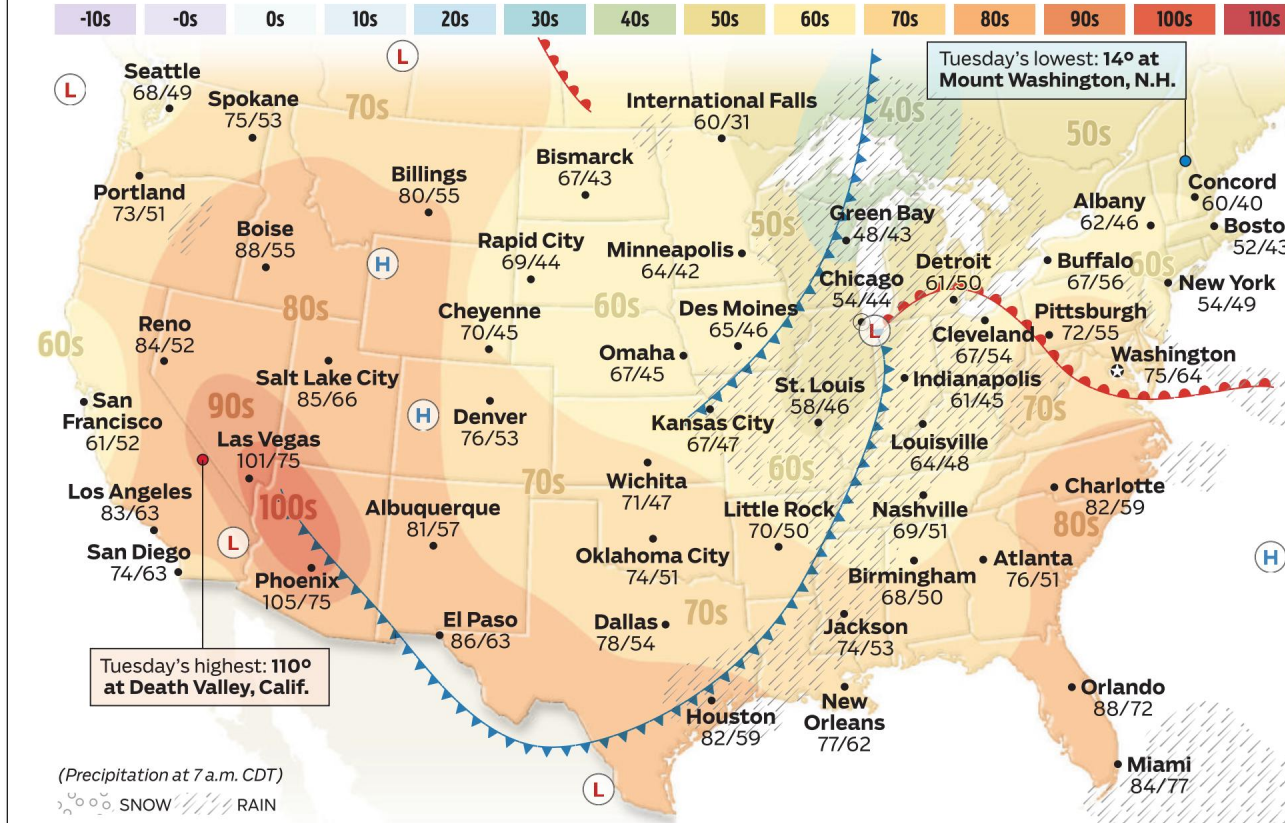 -10s -0s 0s 10s 20s 30s 40s 50s 60s 70s 80s 90s 100s 110s
Tuesday's lowest: 14° at
Mount Washington, N.H.
L
L
Seattle
68/49
Spokane
75/53
70s
International Falls
60/31
40s
50s
Portland
73/51
Billings
80/55
Bismarck
67/43
Concord
60/40
Albany
62/46
Boise
88/55
H
Rapid City
69/44
Minneapolis
64/42
50s
Green Bay
48/43
Bosto
52/43
Buffalo
67/56
60s
Chicago
54/44
Detroit
61/50
New York
54/49
60s
Reno
84/52
80s
Cheyenne
70/45
60s
Des Moines
65/46
L
Cleveland
67/54
Pittsburgh
72/55
Omaha
67/45
Washington
75/64
Salt Lake City
85/66
St. Louis
58/46
Indianapolis
61/45
San
Francisco
61/52
90s
H
Denver
76/53
Kansas City
67/47
70s
Las Vegas
101/75
Louisville
64/48
60s
Wichita
71/47
70s
Los Angeles
83/63
100s
Albuquerque
81/57
Little Rock
70/50
Nashville
69/51
Charlotte
82/59
80s
San Diego
74/63
L
Oklahoma City
74/51
Atlanta
76/51
H
Phoenix
105/75
Birmingham
68/50
El Paso
86/63
Dallas
78/54
70s
Jackson
74/53
Tuesday's highest: 110°
at Death Valley, Calif.
Houston
82/59
New
Orleans
77/62
Orlando
88/72
Miami
84/77
L
(Precipitation at 7 a.m. CDT)
SNOW RAIN